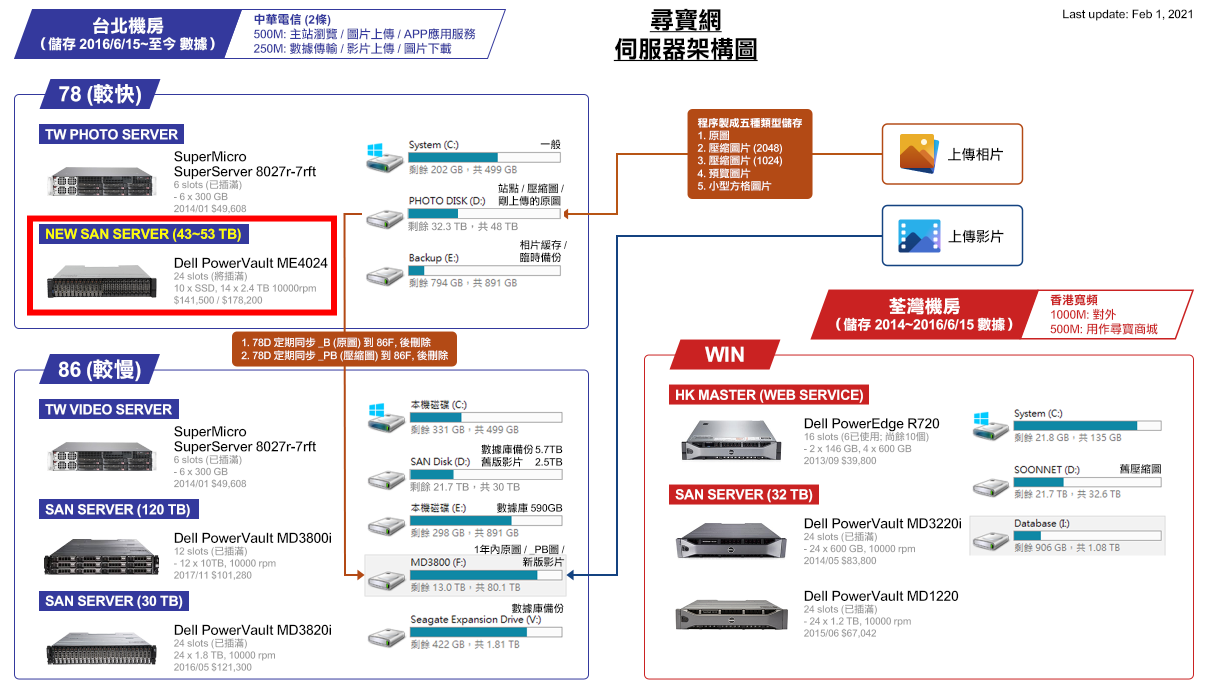 台北機房
（儲存 2016/6/15~至今 數據）
中華電信 (2條)
500M: 主站瀏覽 / 圖片上傳 / APP應用服務
250M: 數據傳輸 / 影片上傳 / 圖片下載
尋寶網
伺服器架構圖
Last update: Feb 1, 2021
78 (較快)
TW PHOTO SERVER
SuperMicro
SuperServer 8027r-7rft
6 slots (已插滿)
- 6 x 300 GB
2014/01 $49,608
NEW SAN SERVER (43~53 TB)
Dell PowerVault ME4024
24 slots (將插滿)
10 x SSD, 14 x 2.4 TB 10000rpm
$141,500 / $178,200
System (C:) 一般
剩餘 202 GB，共 499 GB
站點 / 壓縮圖 /
PHOTO DISK (D:) 剛上傳的原圖
剩餘 32.3 TB，共 48 TB
相片緩存 /
Backup (E:) 臨時備份
剩餘 794 GB，共 891 GB
程序製成五種類型儲存
1. 原圖
2. 壓縮圖片 (2048)
3. 壓縮圖片 (1024)
4. 預覽圖片
5. 小型方格圖片
上傳相片
上傳影片
1. 78D 定期同步 _B (原圖) 到 86F, 後刪除
2. 78D 定期同步 _PB (壓縮圖) 到 86F, 後刪除
86 (較慢)
TW VIDEO SERVER
SuperMicro
SuperServer 8027r-7rft
6 slots (已插滿)
- 6 x 300 GB
2014/01 $49,608
SAN SERVER (120 TB)
Dell PowerVault MD3800i
12 slots (已插滿)
- 12 x 10TB, 10000 rpm
2017/11 $101,280
SAN SERVER (30 TB)
Dell PowerVault MD3820i
24 slots (已插滿)
24 x 1.8 TB, 10000 rpm
2016/05 $121,300
本機磁碟 (C:)
剩餘 331 GB，共 499 GB
數據庫備份 5.7TB
SAN Disk (D:) 舊版影片 2.5TB
剩餘 21.7 TB，共 30 TB
本機磁碟 (E:) 數據庫 590GB
剩餘 298 GB，共 891 GB
1年內原圖 / _PB圖 /
MD3800 (F:) 新版影片
剩餘 13.0 TB，共 80.1 TB
數據庫備份
Seagate Expansion Drive (V:)
剩餘 422 GB，共 1.81 TB
荃灣機房
（儲存 2014~2016/6/15 數據）
香港寬頻
1000M: 對外
500M: 用作尋寶商城
WIN
HK MASTER (WEB SERVICE)
Dell PowerEdge R720
16 slots (6已使用; 尚餘10個)
- 2 x 146 GB, 4 x 600 GB
2013/09 $39,800
SAN SERVER (32 TB)
Dell PowerVault MD3220i
24 slots (已插滿)
- 24 x 600 GB, 10000 rpm
2014/05 $83,800
Dell PowerVault MD1220
24 slots (已插滿)
- 24 x 1.2 TB, 10000 rpm
2015/06 $67,042
System (C:)
剩餘 21.8 GB，共 135 GB
SOONNET (D:) 舊壓縮圖
剩餘 21.7 TB，共 32.6 TB
Database (I:)
剩餘 906 GB，共 1.08 TB